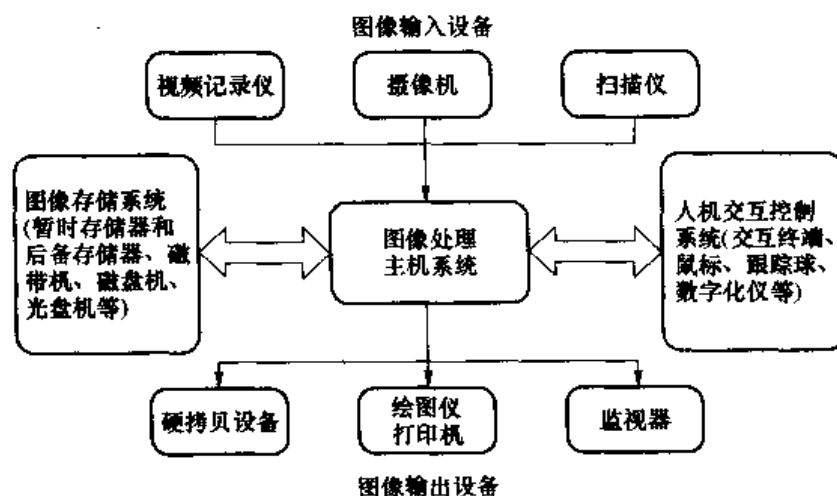 图像输入设备
视频记录仪
摄像机
扫描仪
图像存储系统
(暂时存储器和
后备存储器、磁
带机、磁盘机、
光盘机等)
图像处理
主机系统
人机交互控制
系统(交互终端、
鼠标、跟踪球、
数字化仪等)
硬拷贝设备
绘图仪
打印机
监视器
图像输出设备